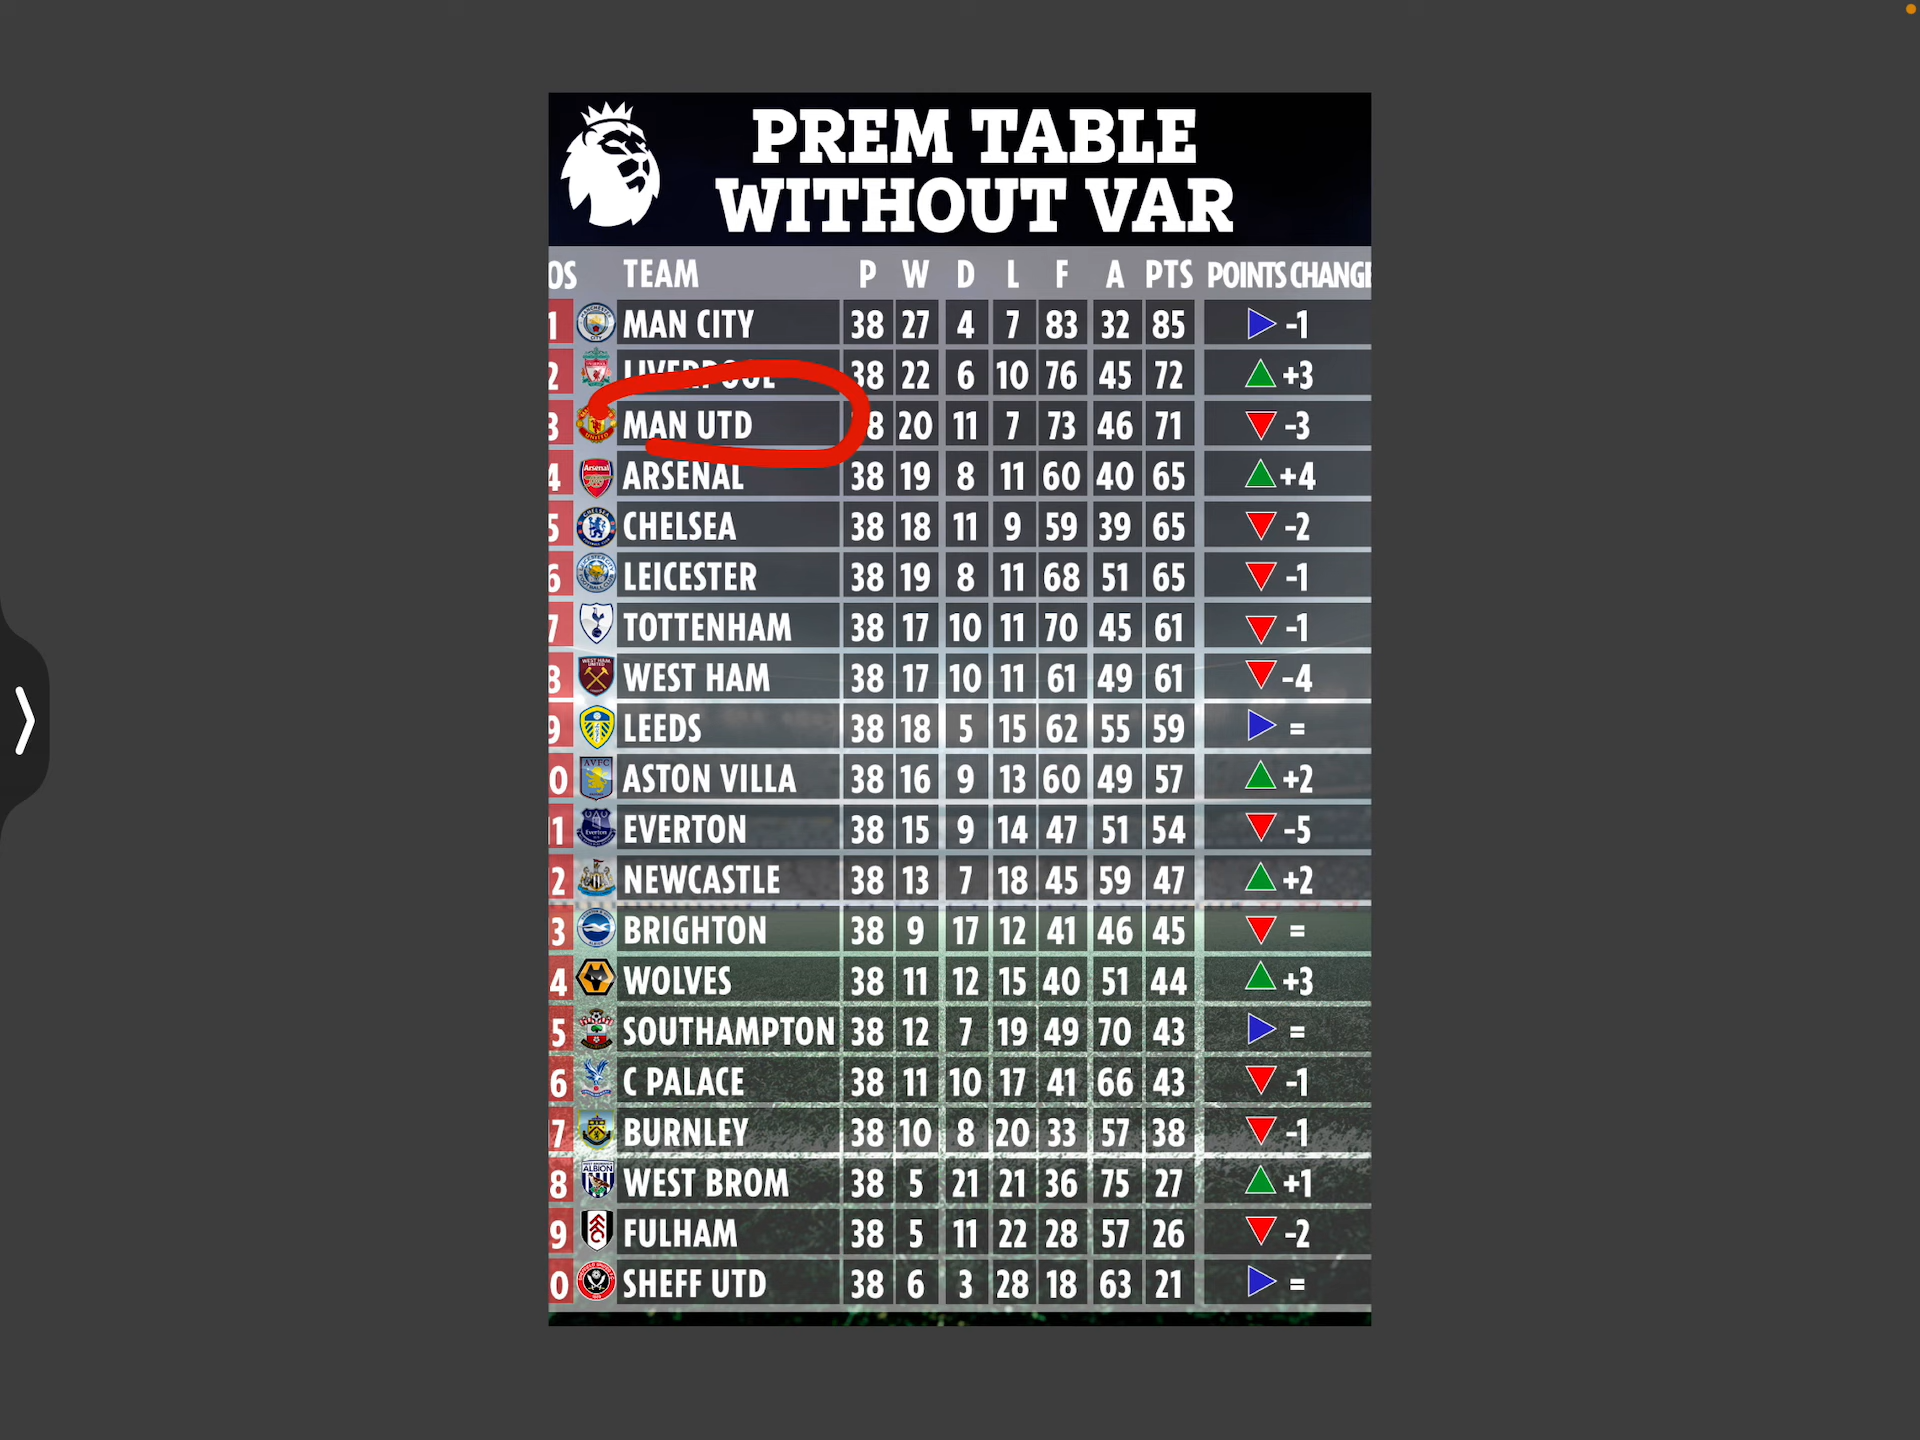 PREM TABLE
WITHOUT VAR
OS TEAM P W D L F A PTS POINTS CHANGE
1 MAN CITY 38 27 4 7 83 32 85 -1
2 LIVERPOOL 38 22 6 10 76 45 72 +3
3 MAN UTD 38 20 11 7 73 46 71 -3
4 ARSENAL 38 19 8 11 60 40 65 +4
5 CHELSEA 38 18 11 9 59 39 65 -2
6 LEICESTER 38 19 8 11 68 51 65 -1
7 TOTTENHAM 38 17 10 11 70 45 61 -1
8 WEST HAM 38 17 10 11 61 49 61 -4
9 LEEDS 38 18 5 15 62 55 59 =
0 ASTON VILLA 38 16 9 13 60 49 57 +2
1 EVERTON 38 15 9 14 47 51 54 -5
2 NEWCASTLE 38 13 7 18 45 59 47 +2
3 BRIGHTON 38 9 17 12 41 46 45 =
4 WOLVES 38 11 12 15 40 51 44 +3
5 SOUTHAMPTON 38 12 7 19 49 70 43 =
6 C PALACE 38 11 10 17 41 66 43 -1
7 BURNLEY 38 10 8 20 33 57 38 -1
8 WEST BROM 38 5 21 21 36 75 27 +1
9 FULHAM 38 5 11 22 28 57 26 -2
0 SHEFF UTD 38 6 3 28 18 63 21 =